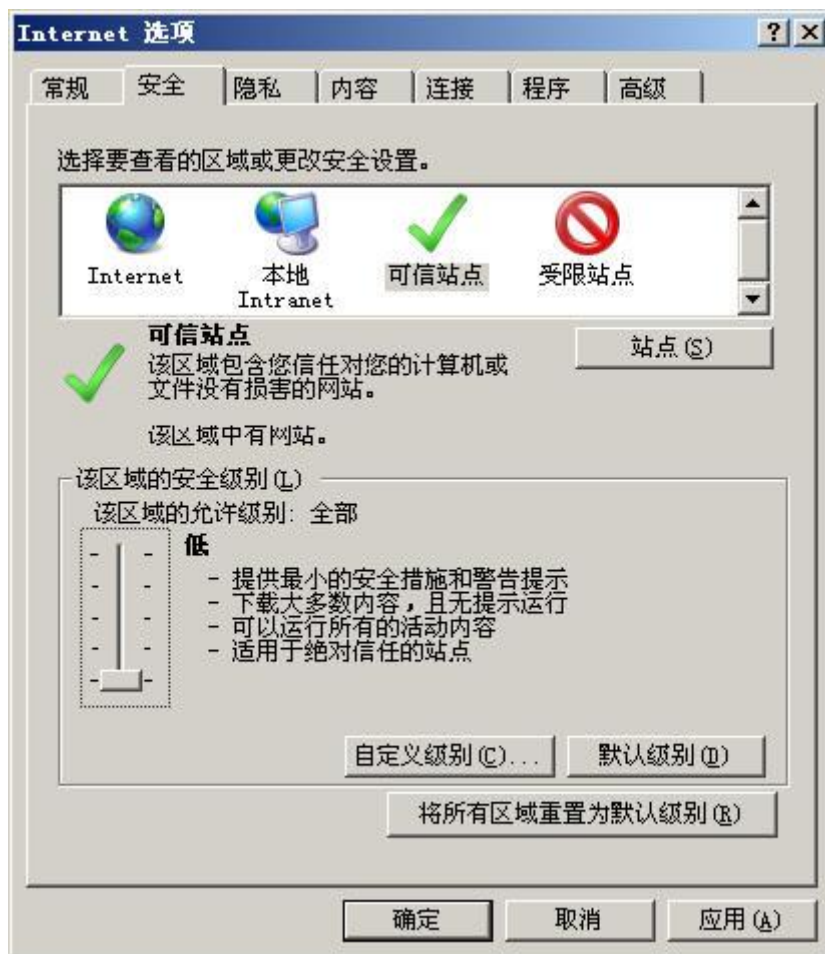 Internet 选项
常规 安全 隐私 内容 连接 程序 高级
选择要查看的区域或更改安全设置。
Internet 本地 Intranet 可信站点 受限站点
可信站点
站点(S)
该区域包含您信任对您的计算机或
文件没有损害的网站。
该区域中有网站。
该区域的安全级别(L)
该区域的允许级别: 全部
低
- 提供最小的安全措施和警告提示
- 下载大多数内容，且无提示运行
- 可以运行所有的活动内容
- 适用于绝对信任的站点
自定义级别(C)... 默认级别(D)
将所有区域重置为默认级别(R)
确定 取消 应用(A)